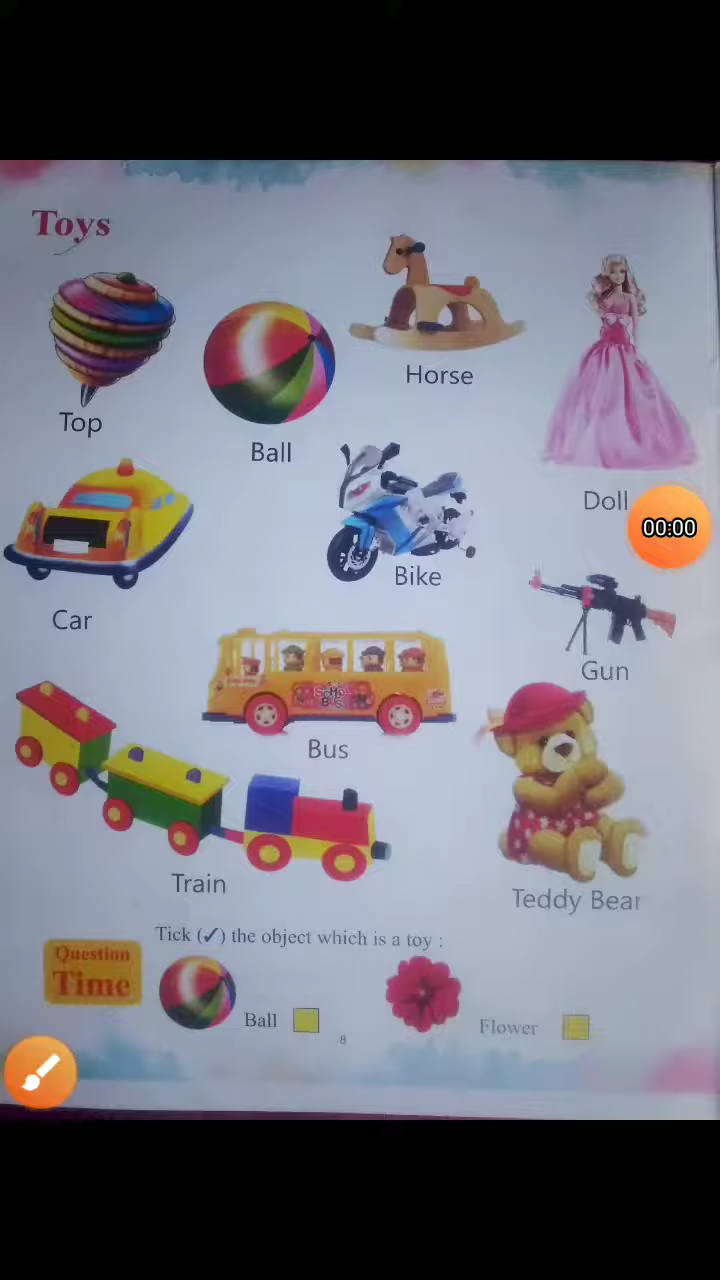 Toys
Top
Ball
Horse
Doll
00:00
Car
Bike
Gun
Bus
Train
Teddy Bear
Tick (✓) the object which is a toy :
Question
Time
Ball
Flower
8